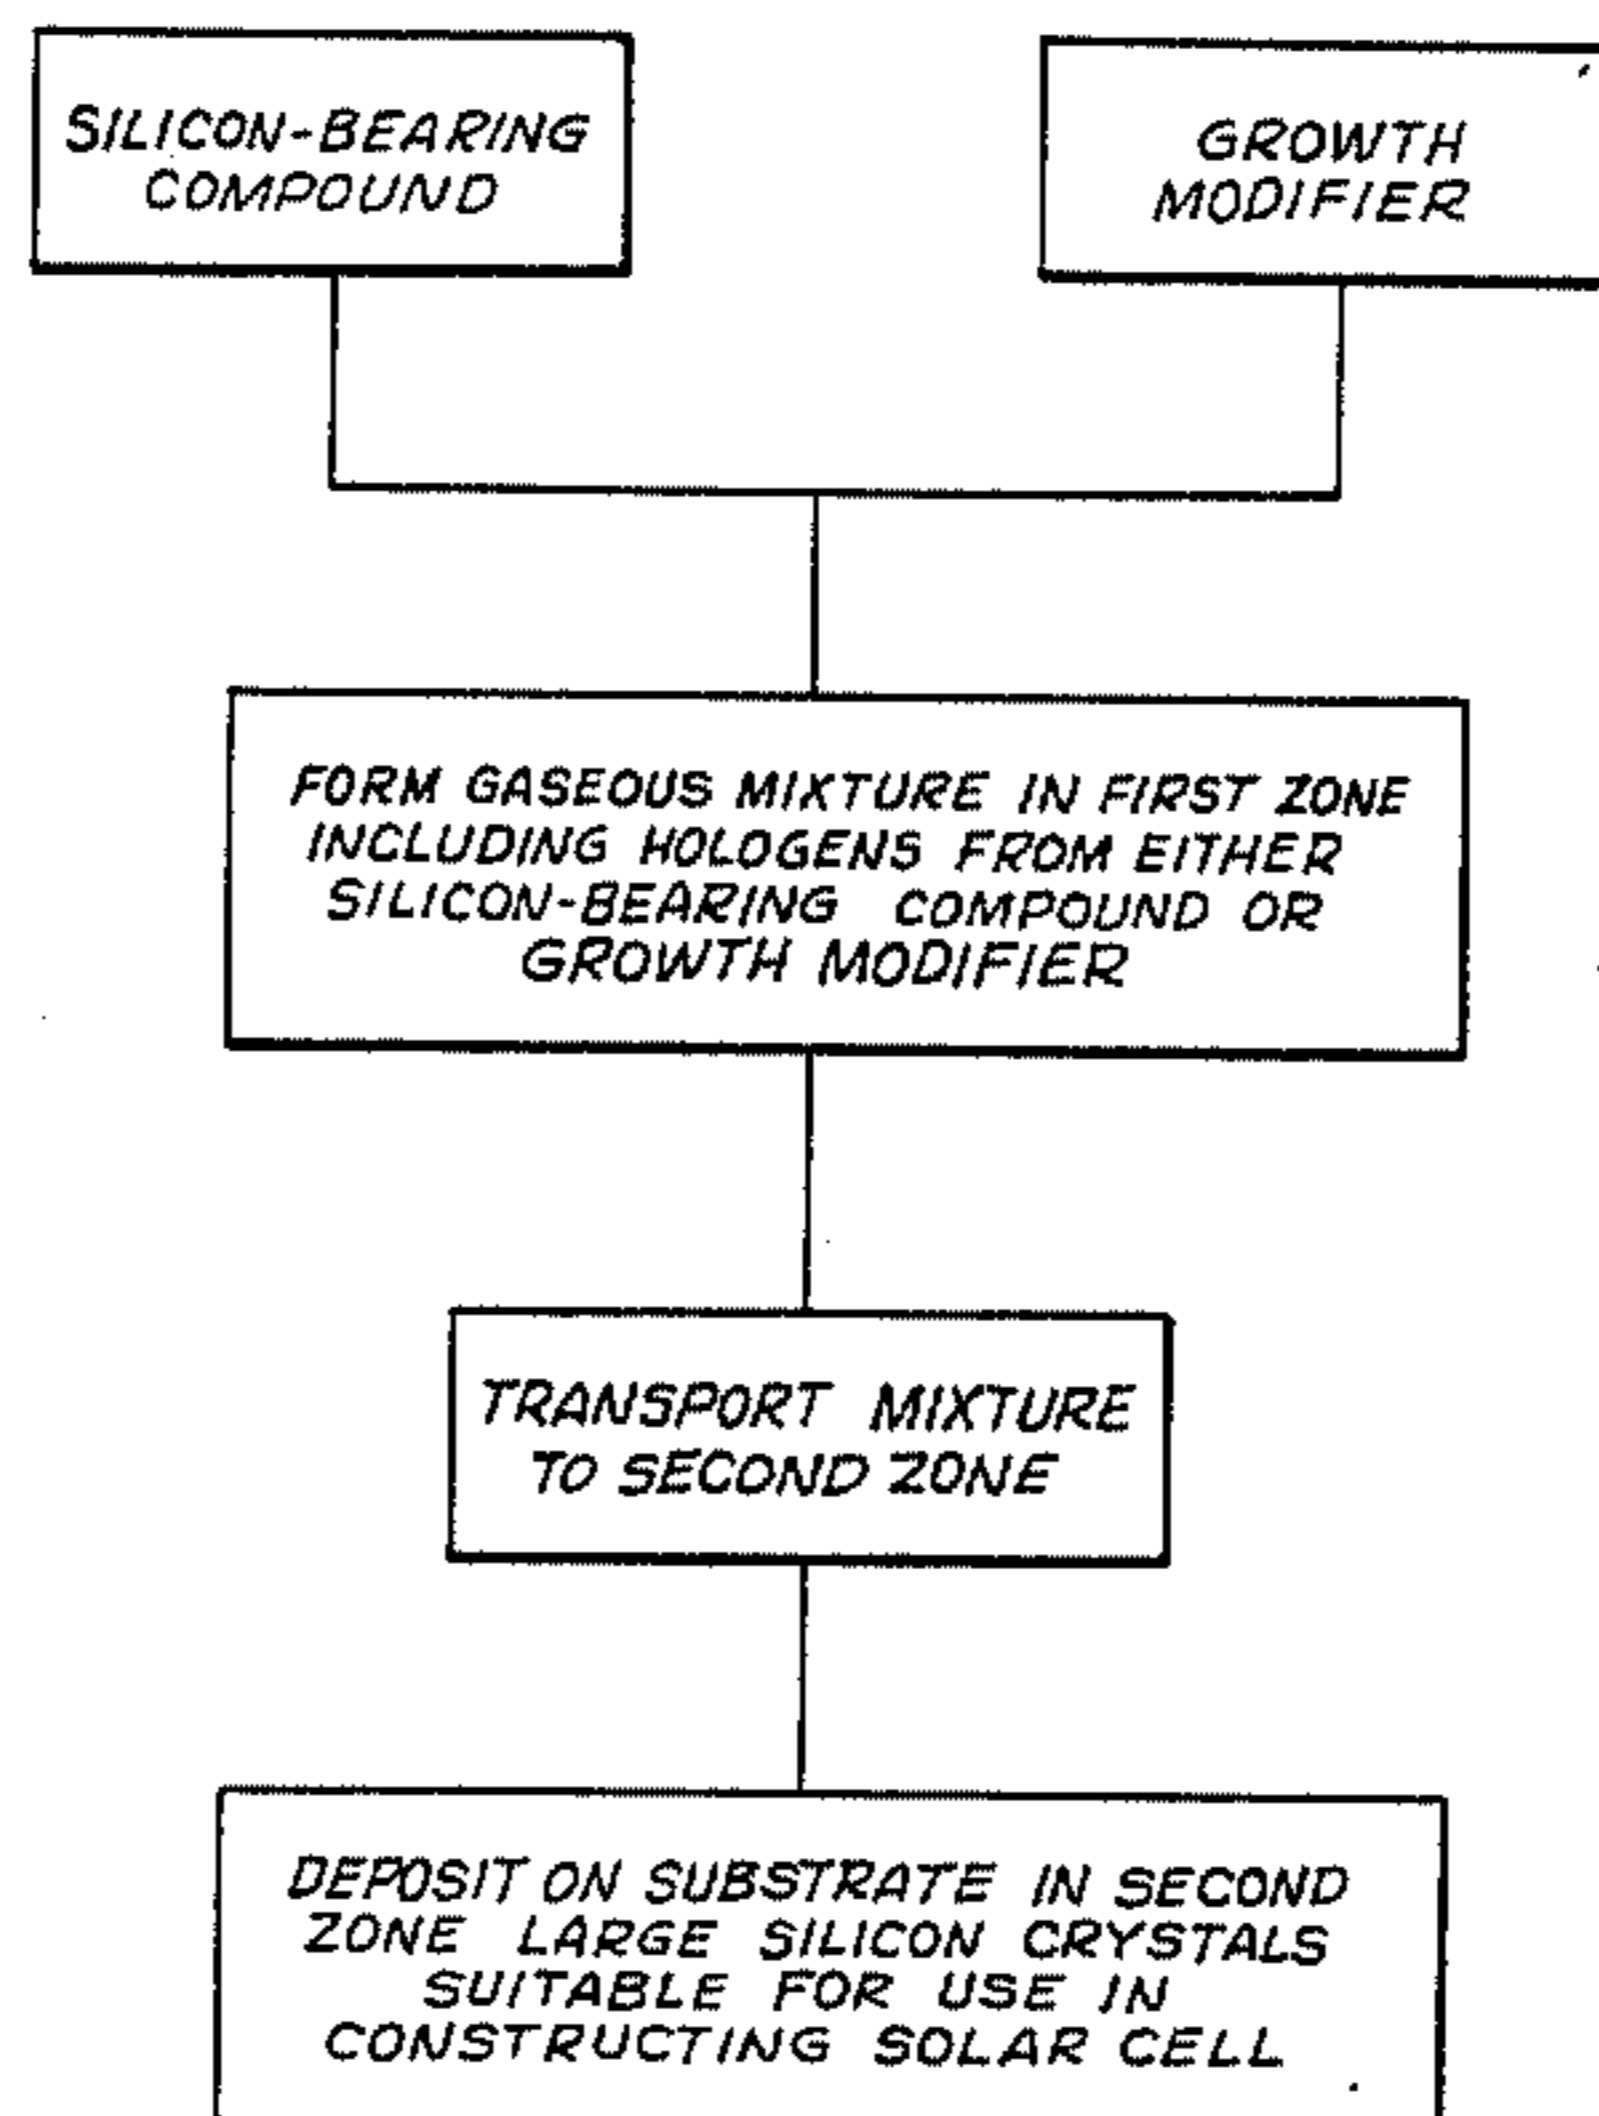 SILICON-BEARING
COMPOUND
GROWTH
MODIFIER
FORM GASEOUS MIXTURE IN FIRST ZONE
INCLUDING HOLOGENS FROM EITHER
SILICON-BEARING COMPOUND OR
GROWTH MODIFIER
TRANSPORT MIXTURE
TO SECOND ZONE
DEPOSIT ON SUBSTRATE IN SECOND
ZONE LARGE SILICON CRYSTALS
SUITABLE FOR USE IN
CONSTRUCTING SOLAR CELL